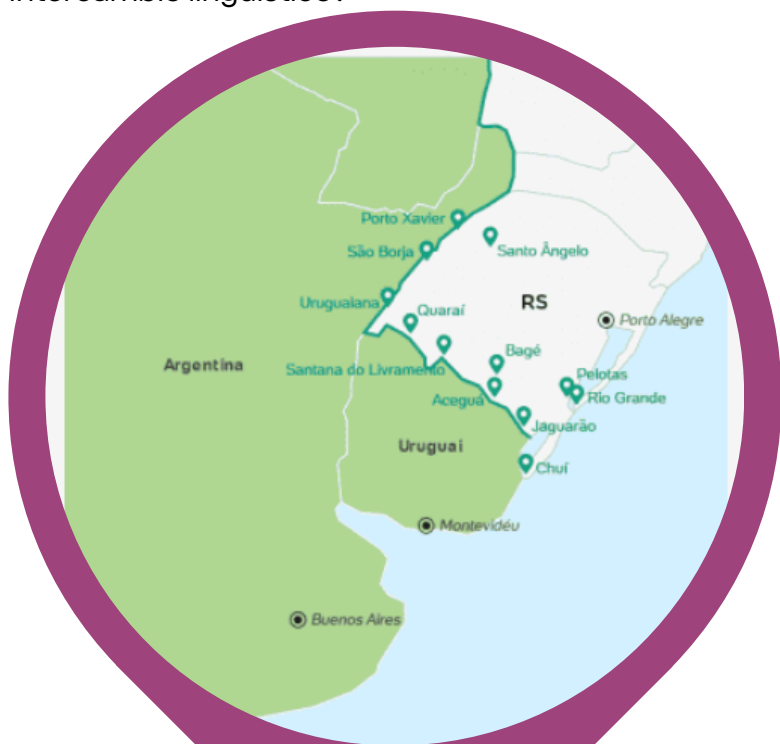 Porto Xavier
São Borja
Santo Ângelo
Uruguaiana
Quaraí
RS
Porto Alegre
Argentina
Santana do Livramento
Bagé
Pelotas
Aceguá
Rio Grande
Jaguarão
Uruguai
Chuí
Montevidéu
Buenos Aires